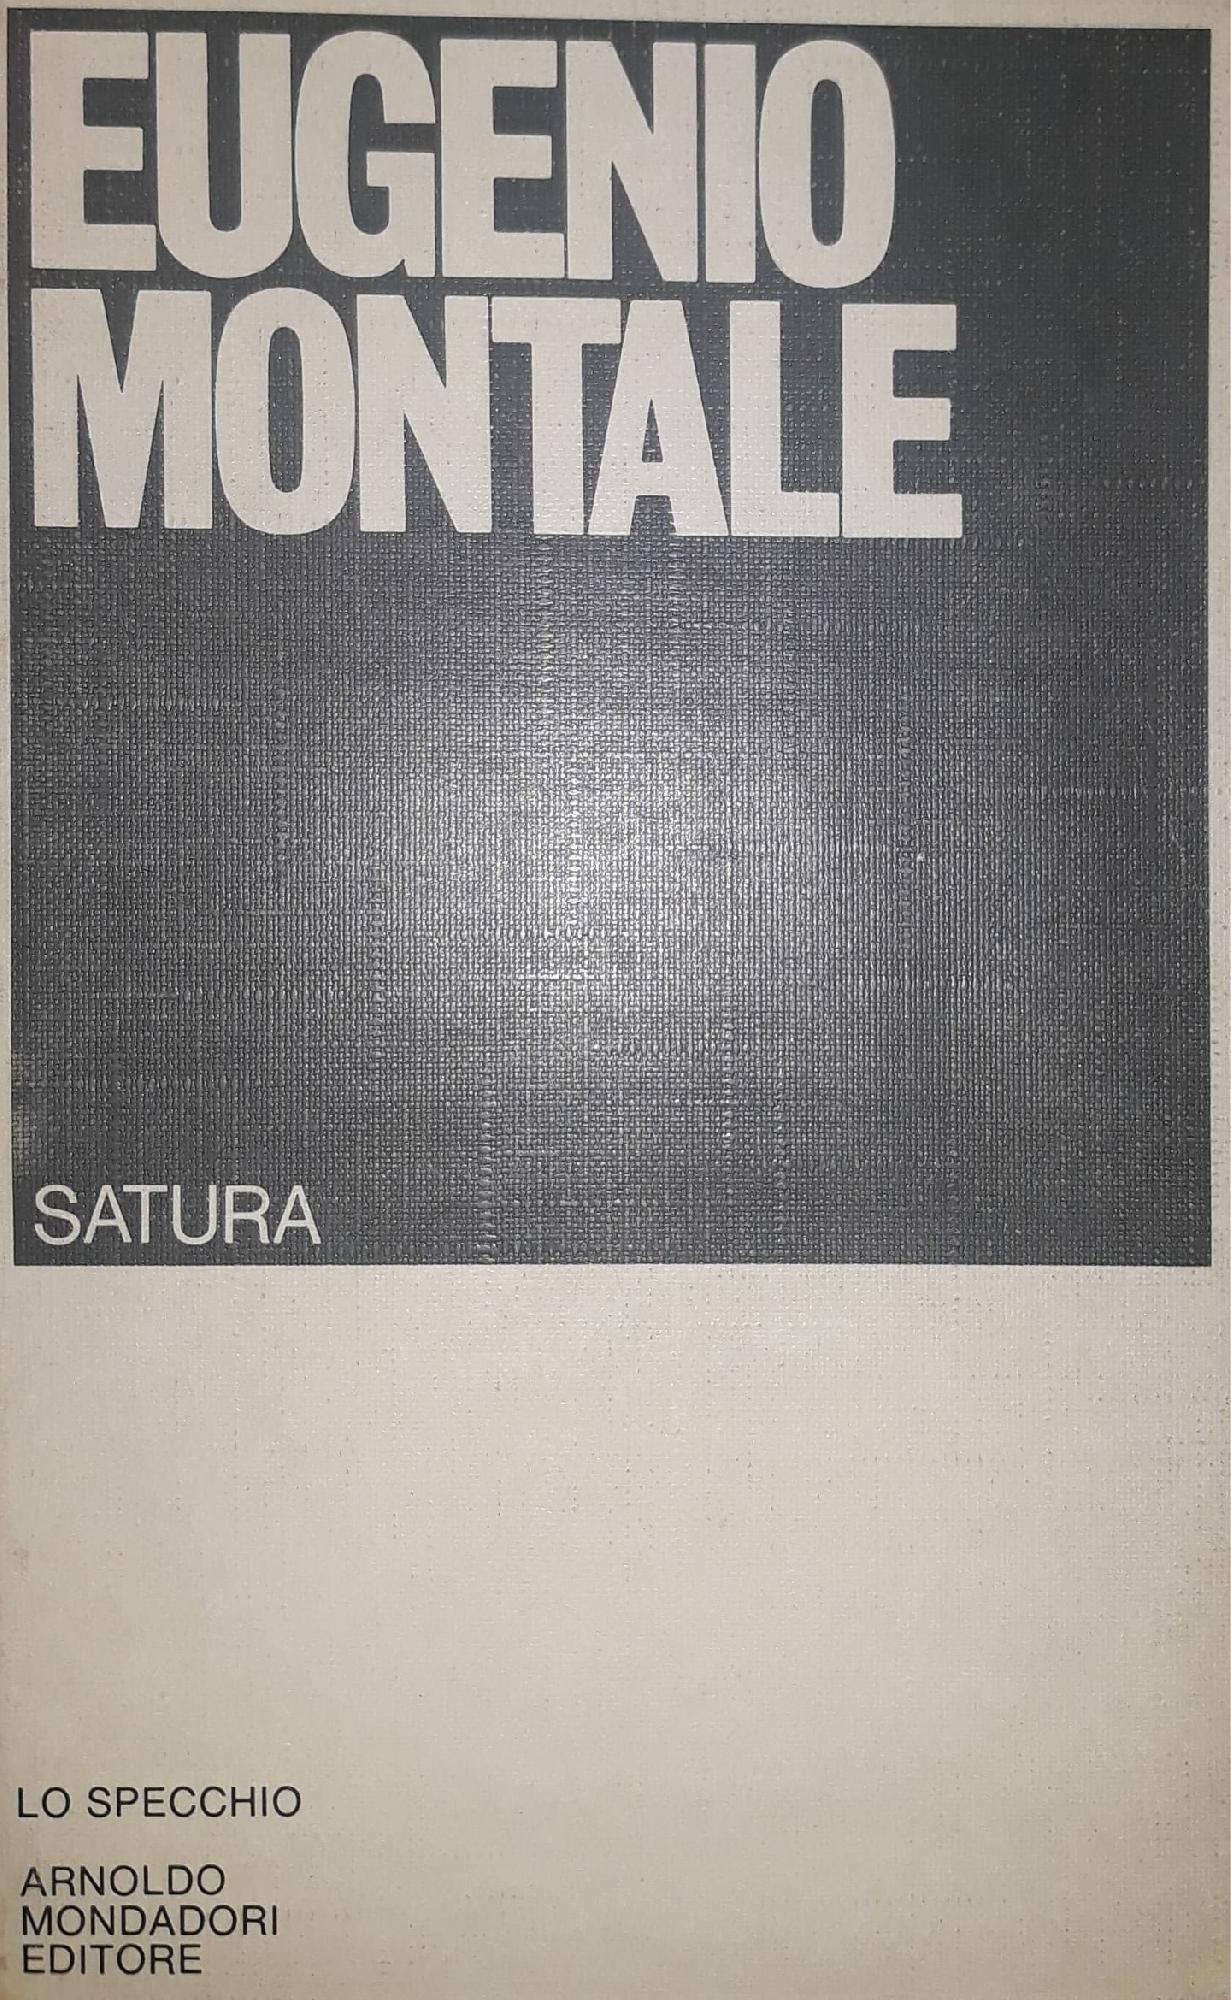 EUGENIO
MONTALE
SATURA
LO SPECCHIO
ARNOLDO
MONDADORI
EDITORE